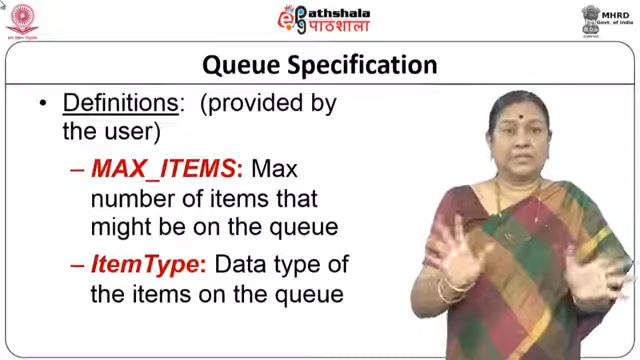 Pathshala
पाठशाला
MHRD
Govt. of India
Queue Specification
• Definitions: (provided by
the user)
– MAX_ITEMS: Max
number of items that
might be on the queue
– ItemType: Data type of
the items on the queue